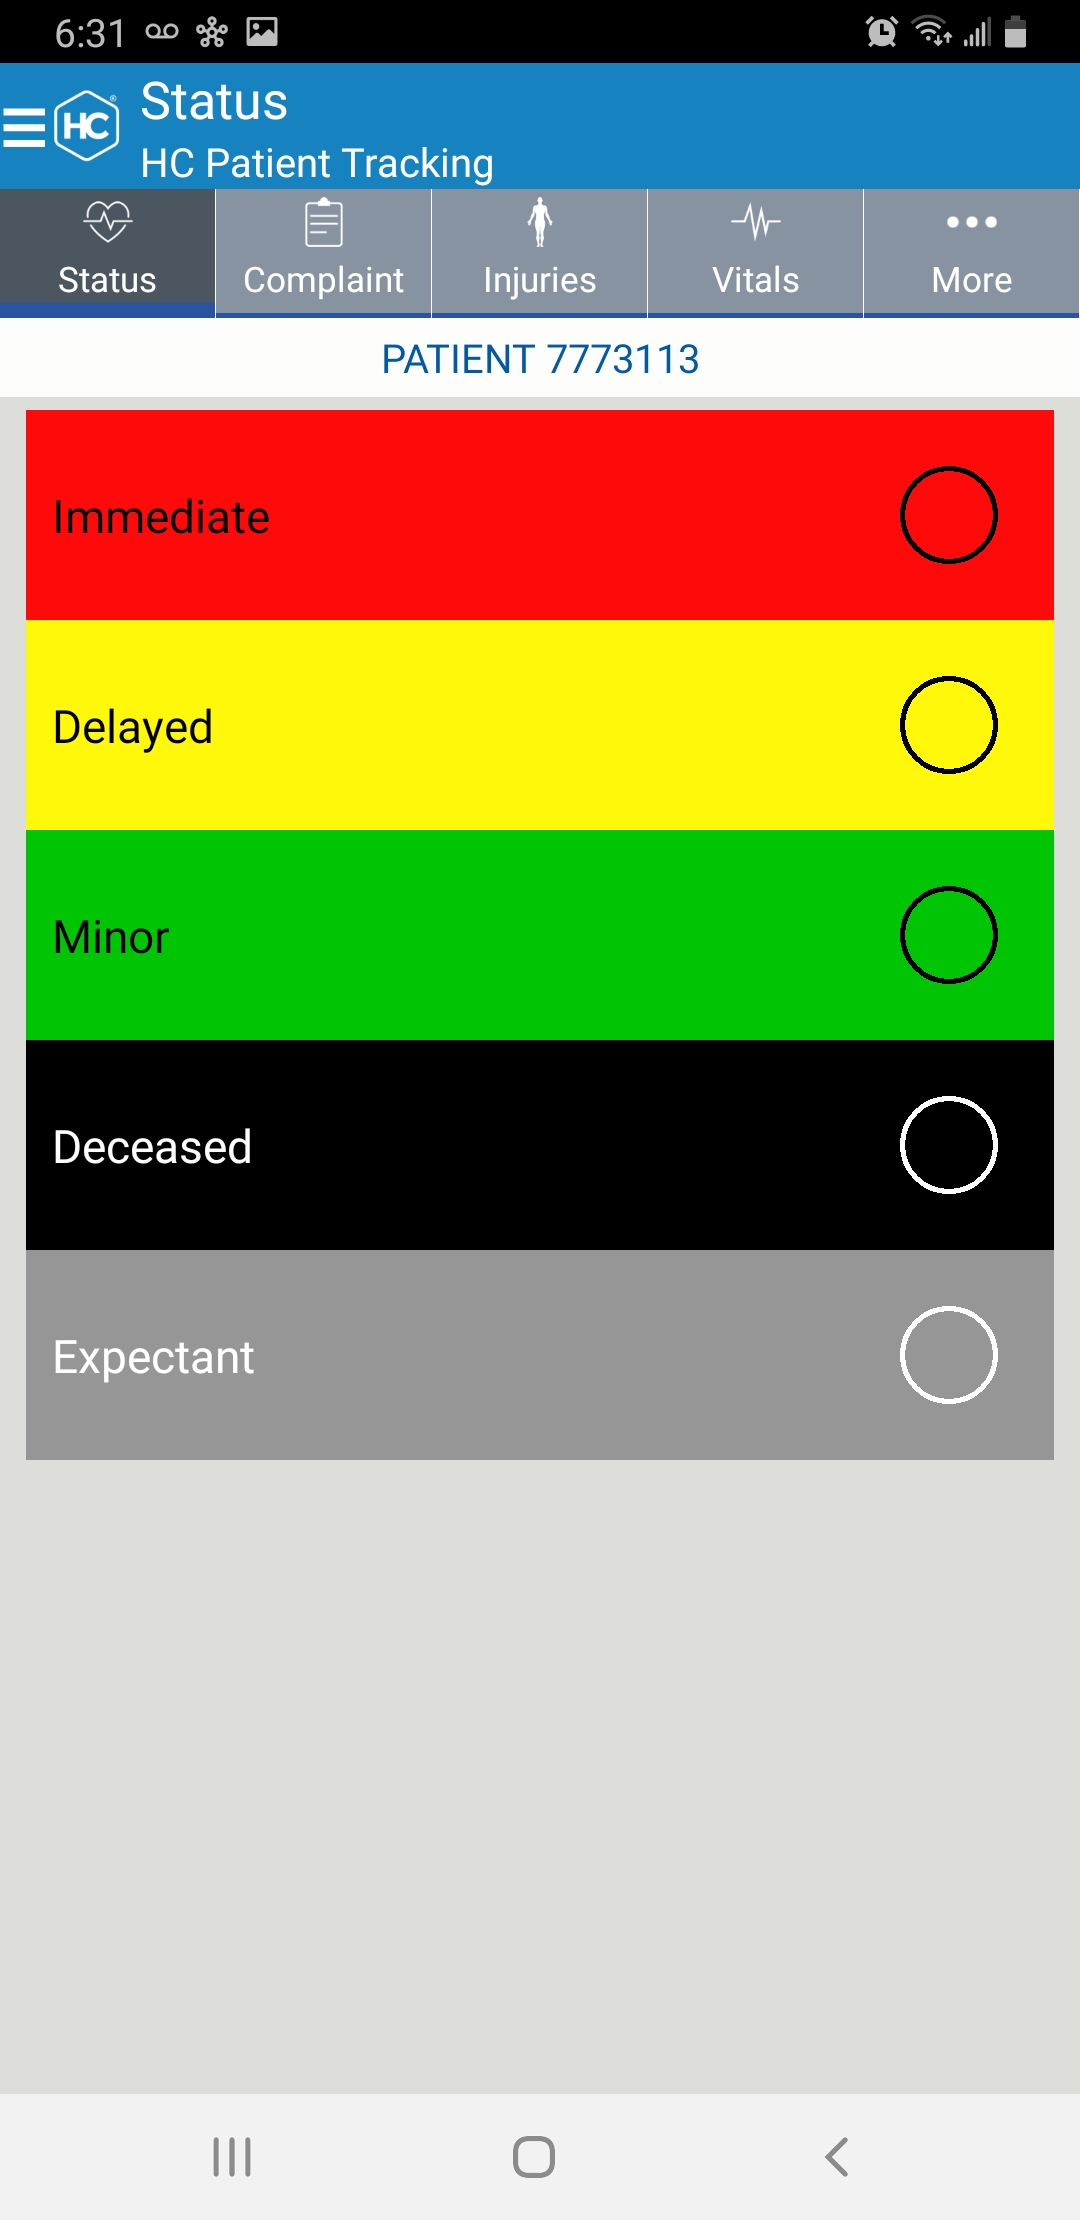 6:31
HC
Status
HC Patient Tracking
Status
Complaint
Injuries
Vitals
More
PATIENT 7773113
Immediate
Delayed
Minor
Deceased
Expectant